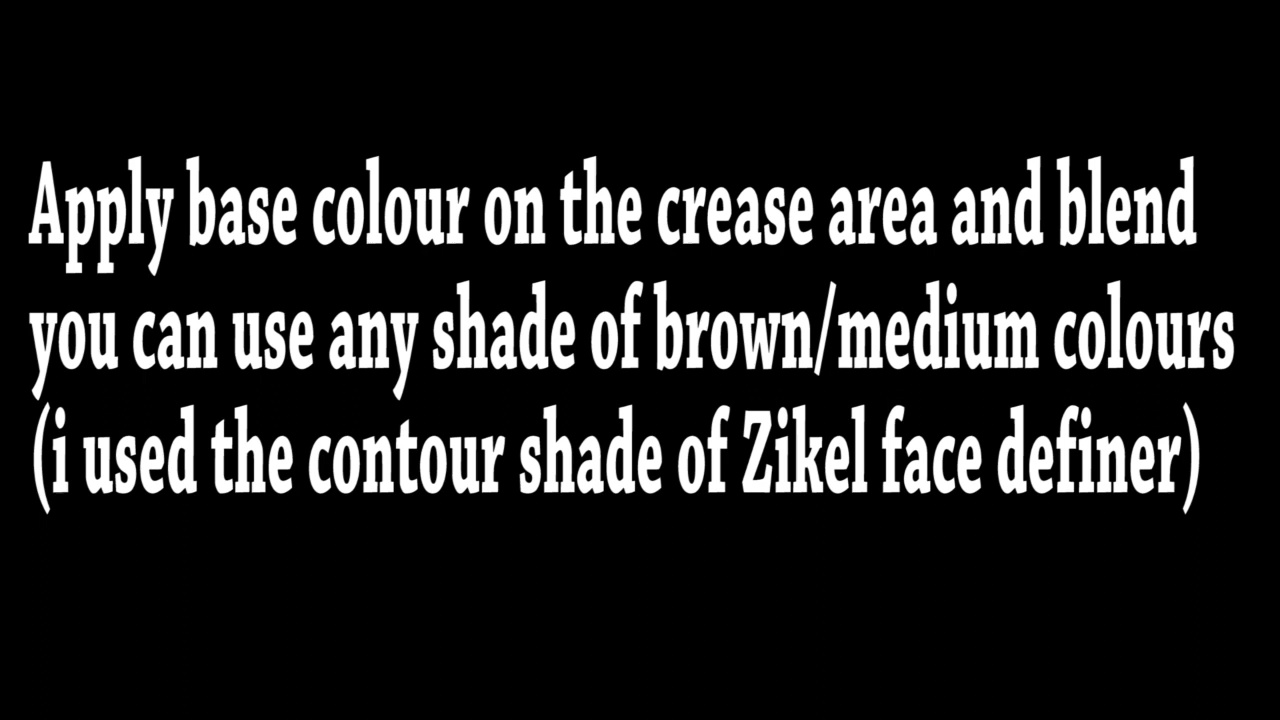 Apply base colour on the crease area and blend
you can use any shade of brown/medium colours
(i used the contour shade of Zikel face definer)